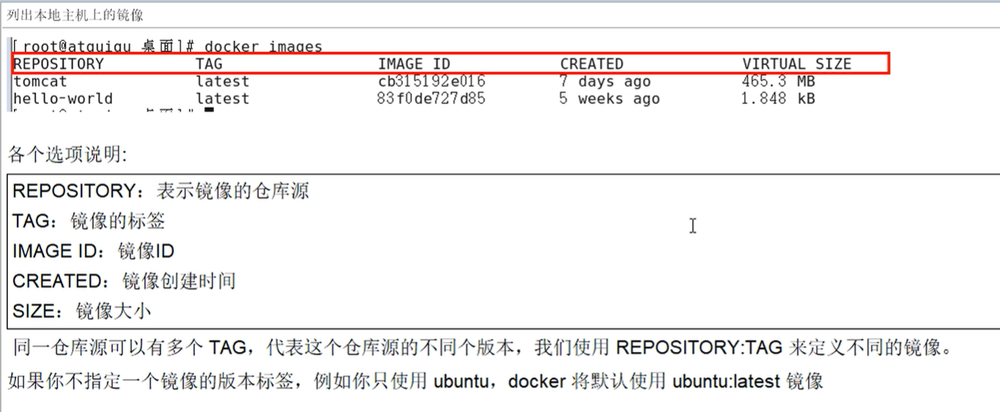 列出本地主机上的镜像
[root@atguigu 桌面]# docker images
REPOSITORY TAG IMAGE ID CREATED VIRTUAL SIZE
tomcat latest cb315192e016 7 days ago 465.3 MB
hello-world latest 83f0de727d85 5 weeks ago 1.848 kB
各个选项说明:
REPOSITORY：表示镜像的仓库源
TAG：镜像的标签
IMAGE ID：镜像ID
CREATED：镜像创建时间
SIZE：镜像大小
同一仓库源可以有多个 TAG，代表这个仓库源的不同个版本，我们使用 REPOSITORY:TAG 来定义不同的镜像。
如果你不指定一个镜像的版本标签，例如你只使用 ubuntu，docker 将默认使用 ubuntu:latest 镜像